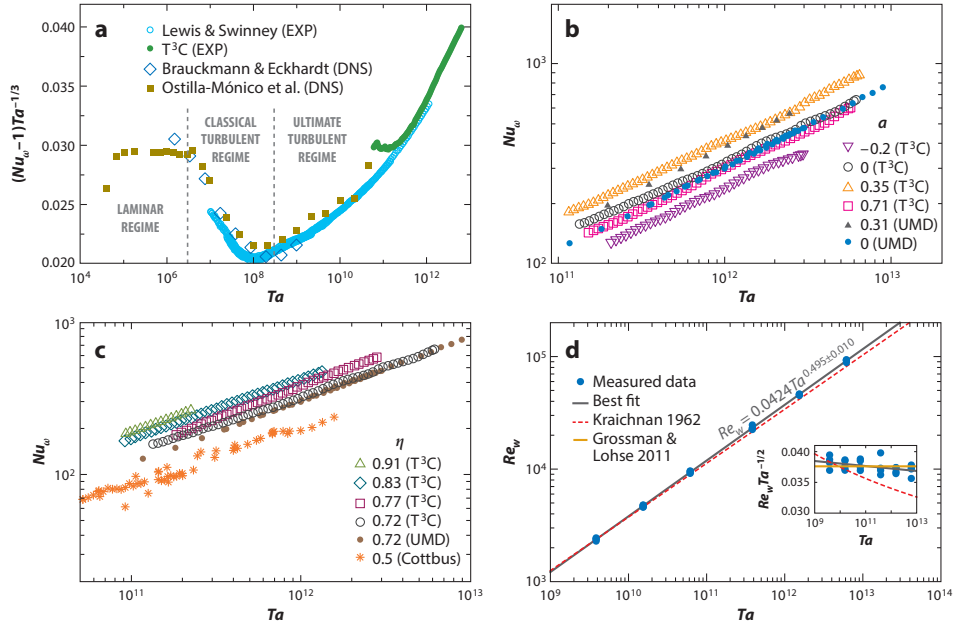 a
Lewis & Swinney (EXP)
T³C (EXP)
Brauckmann & Eckhardt (DNS)
Ostilla-Mónico et al. (DNS)
CLASSICAL
TURBULENT
REGIME
ULTIMATE
TURBULENT
REGIME
LAMINAR
REGIME
(Nuω–1)Ta⁻¹/³
0.040
0.035
0.030
0.025
0.020
10⁴
10⁶
10⁸
10¹⁰
10¹²
Ta
b
Nuω
10³
10²
10¹¹
10¹²
10¹³
Ta
a
−0.2 (T³C)
0 (T³C)
0.35 (T³C)
0.71 (T³C)
0.31 (UMD)
0 (UMD)
c
Nuω
10³
10²
10¹¹
10¹²
10¹³
Ta
η
0.91 (T³C)
0.83 (T³C)
0.77 (T³C)
0.72 (T³C)
0.72 (UMD)
0.5 (Cottbus)
d
Measured data
Best fit
Kraichnan 1962
Grossman &
Lohse 2011
Re_w = 0.0424Ta^0.495±0.010
Re_w
10⁵
10⁴
10³
10⁹
10¹⁰
10¹¹
10¹²
10¹³
10¹⁴
Ta
Re_wTa⁻¹/²
0.040
0.037
0.033
0.030
10⁹
10¹¹
10¹³
Ta